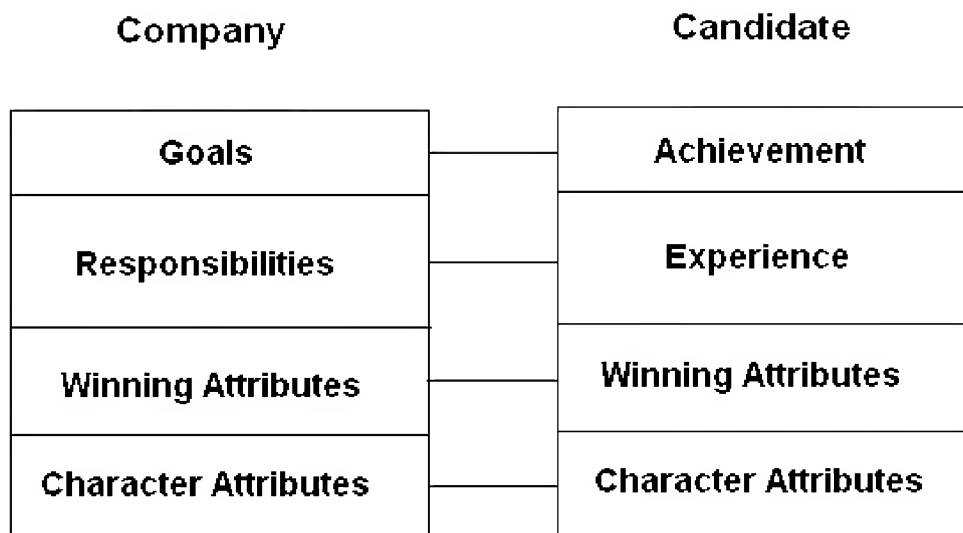 Company
Candidate
Goals
Achievement
Responsibilities
Experience
Winning Attributes
Winning Attributes
Character Attributes
Character Attributes